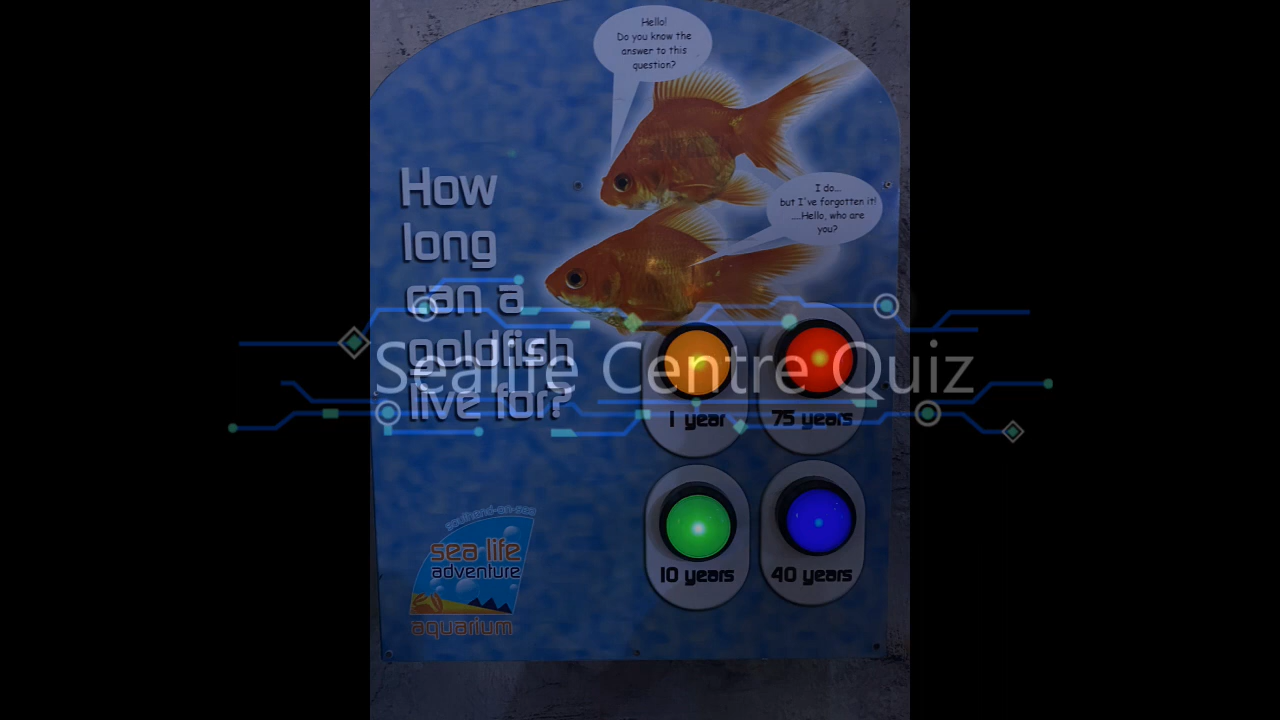 Hello!
Do you know the
answer to this
question?
I do...
but I've forgotten it!
....Hello, who are
you?
How
long
can a
goldfish
live for?
Sealife Centre Quiz
1 year
75 years
10 years
40 years
southend-on-sea
sea life
adventure
aquarium